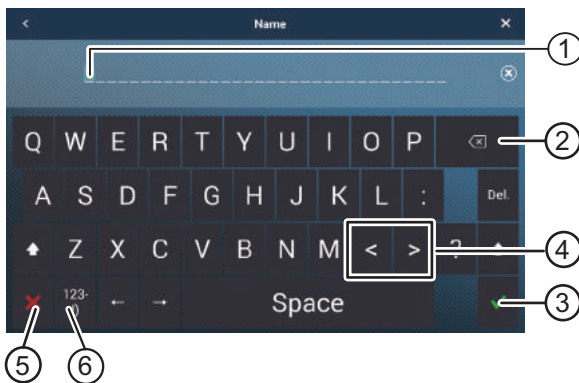 < Name ×
1
Q W E R T Y U I O P
2
A S D F G H J K L : Del.
Z X C V B N M < > ?
4
123-
← → Space
3
5 6